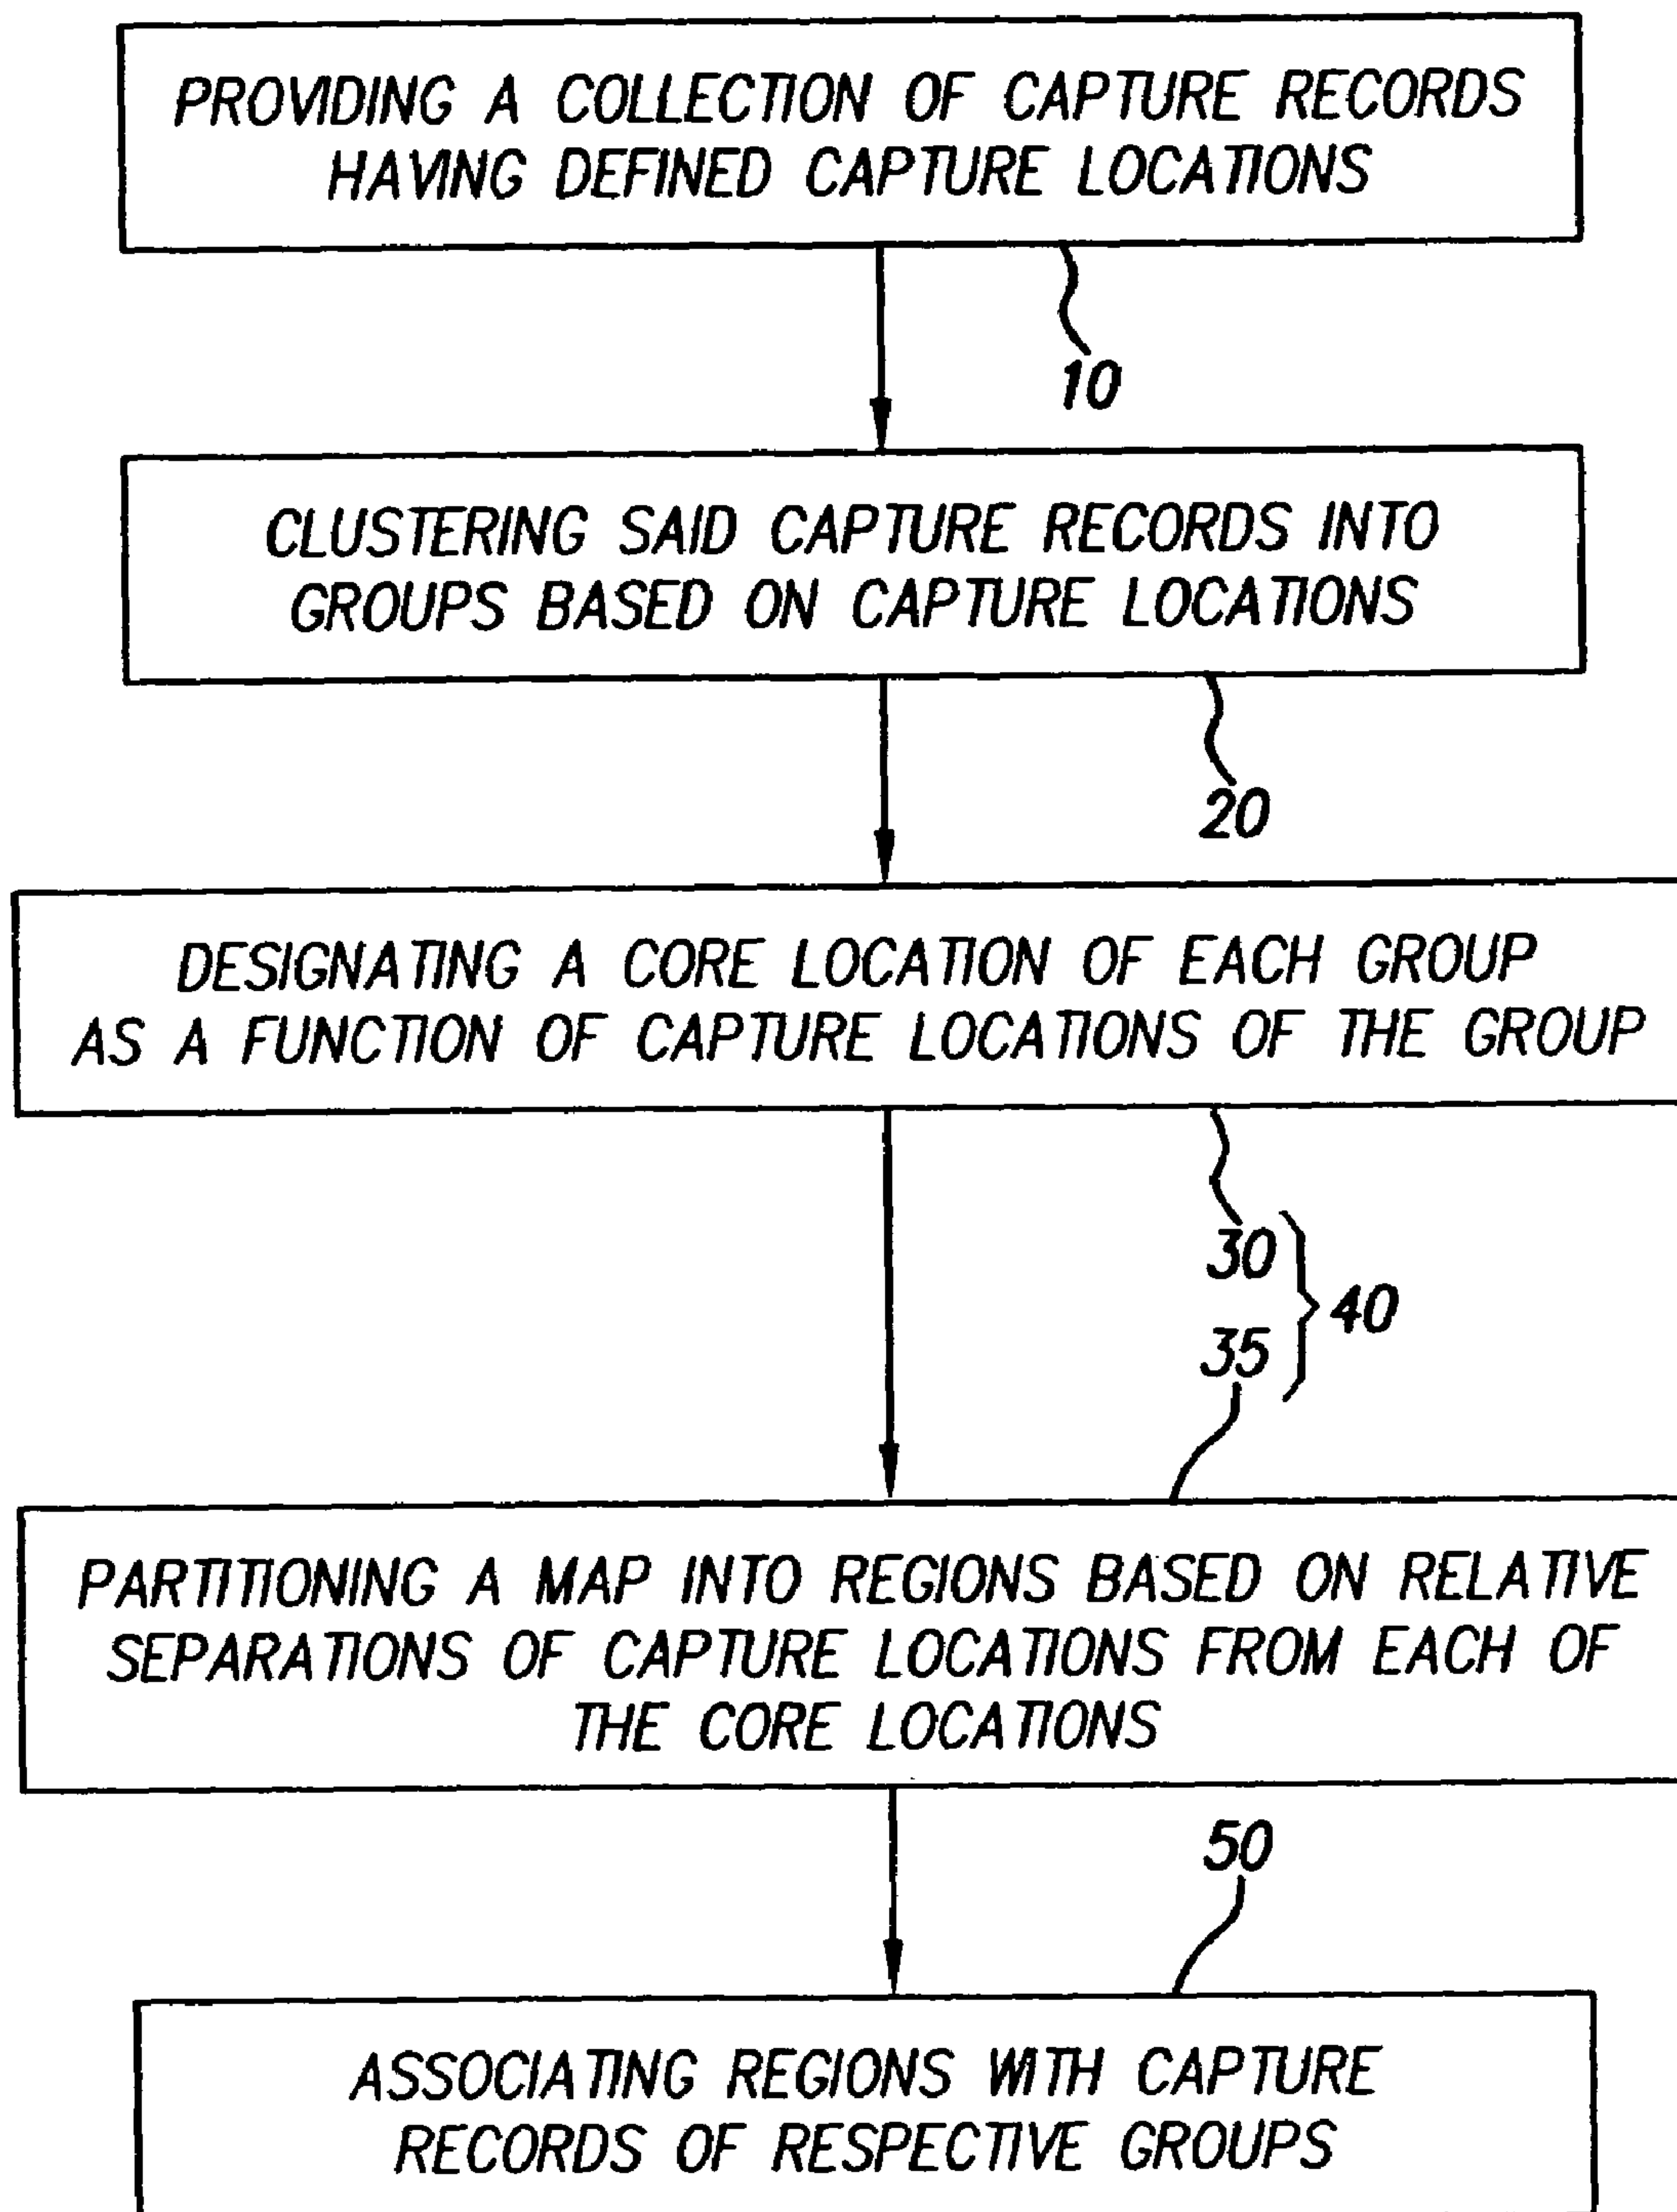 PROVIDING A COLLECTION OF CAPTURE RECORDS
HAVING DEFINED CAPTURE LOCATIONS
10
CLUSTERING SAID CAPTURE RECORDS INTO
GROUPS BASED ON CAPTURE LOCATIONS
20
DESIGNATING A CORE LOCATION OF EACH GROUP
AS A FUNCTION OF CAPTURE LOCATIONS OF THE GROUP
30
40
35
PARTITIONING A MAP INTO REGIONS BASED ON RELATIVE
SEPARATIONS OF CAPTURE LOCATIONS FROM EACH OF
THE CORE LOCATIONS
50
ASSOCIATING REGIONS WITH CAPTURE
RECORDS OF RESPECTIVE GROUPS